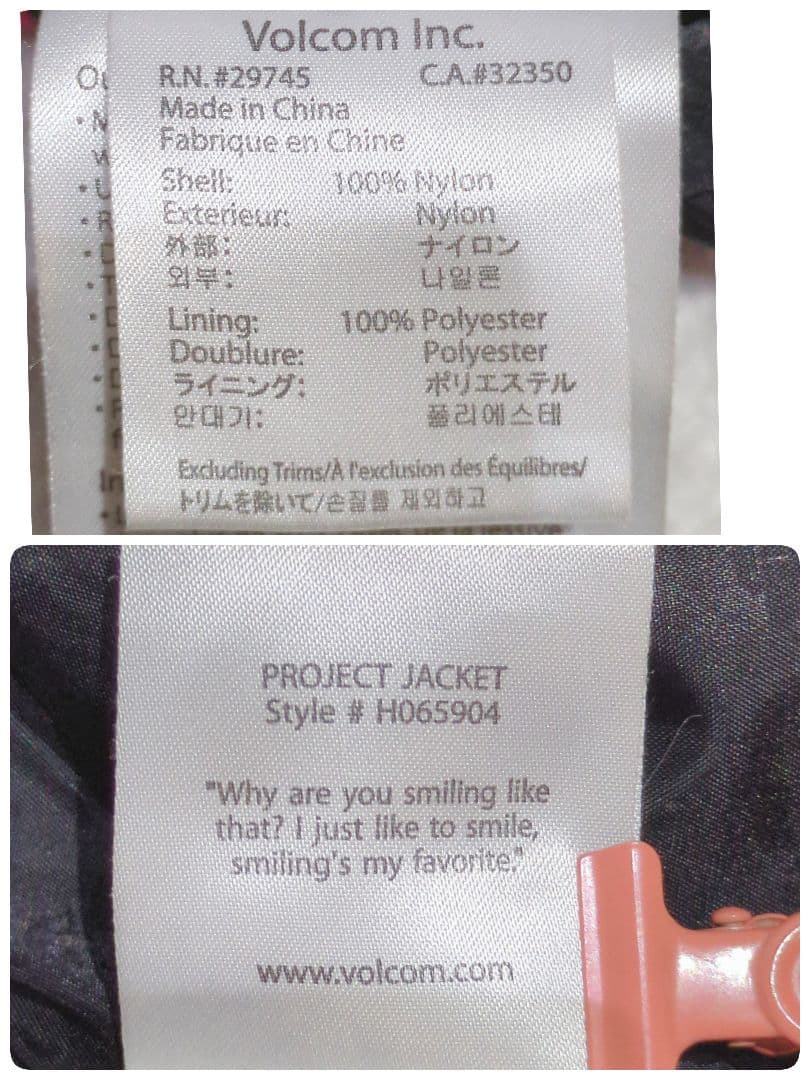 Volcom Inc.
R.N. #29745 C.A.#32350
Made in China
Fabrique en Chine
Shell: 100% Nylon
Exterieur: Nylon
外部: ナイロン
외부: 나일론
Lining: 100% Polyester
Doublure: Polyester
ライニング: ポリエステル
안대기: 폴리에스테
Excluding Trims/À l'exclusion des Équilibres/
トリムを除いて/손질를 제외하고
PROJECT JACKET
Style # H065904
"Why are you smiling like
that? I just like to smile,
smiling's my favorite."
www.volcom.com